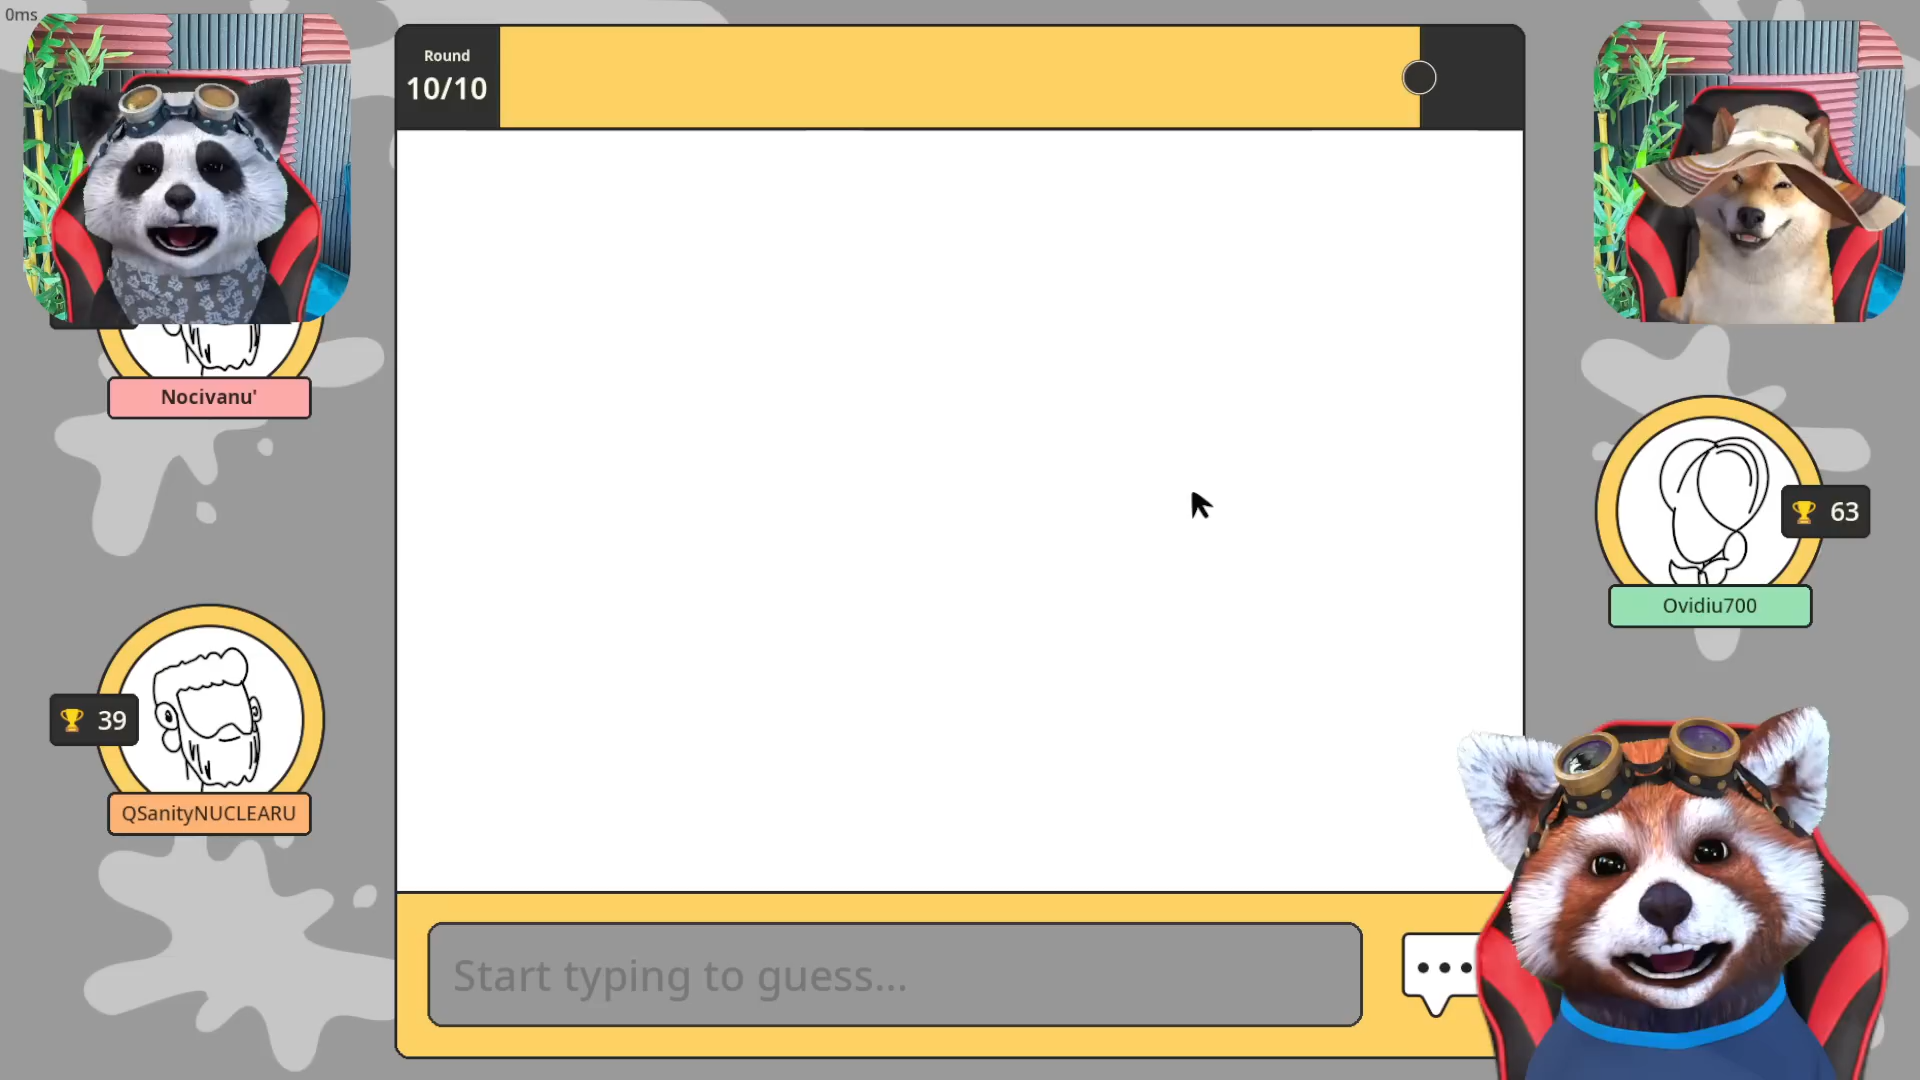 0ms
Round
10/10
Nocivanu'
63
Ovidiu700
39
QSanityNUCLEARU
Start typing to guess...